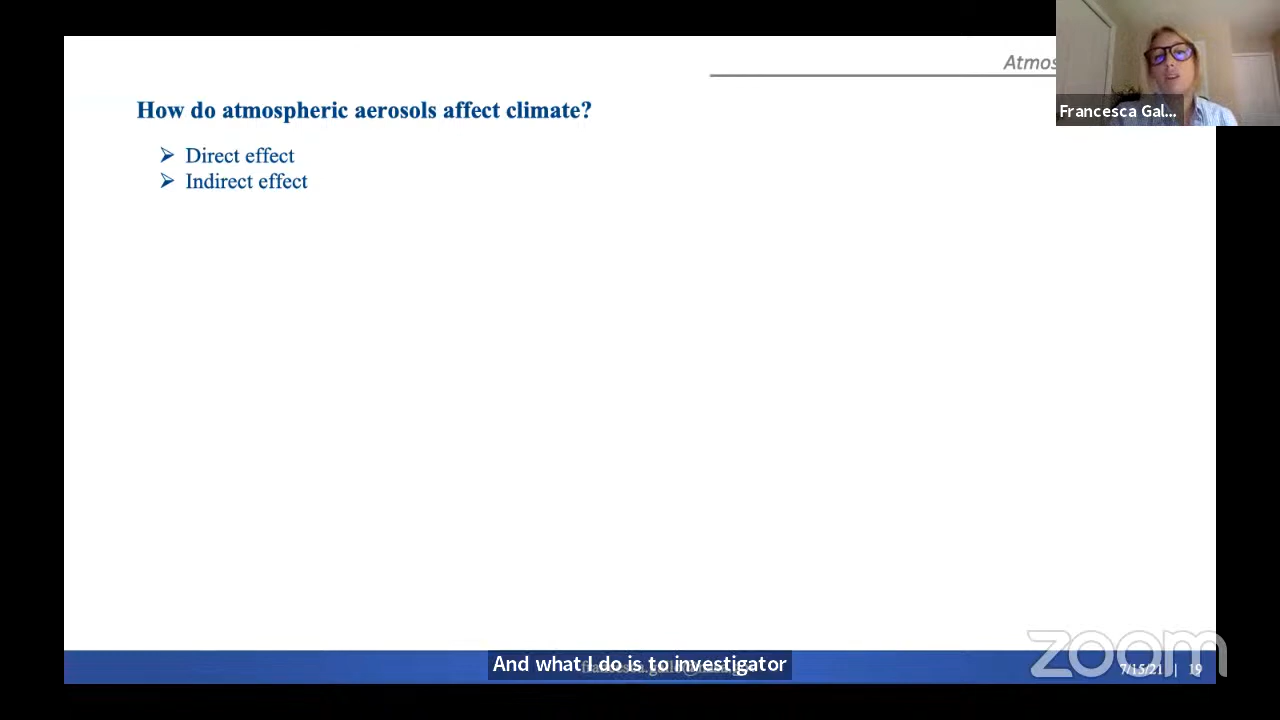 Atmos
Francesca Gal...
How do atmospheric aerosols affect climate?
➢ Direct effect
➢ Indirect effect
And what I do is to investigator
7/15/21 | 19
zoom